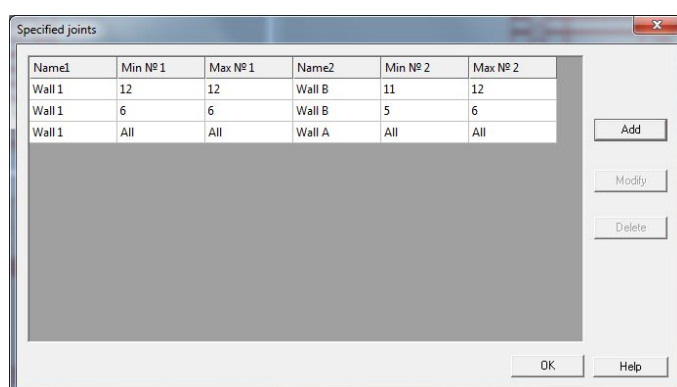 Specified joints
Name1 Min Nº 1 Max Nº 1 Name2 Min Nº 2 Max Nº 2
Wall 1 12 12 Wall B 11 12
Wall 1 6 6 Wall B 5 6
Wall 1 All All Wall A All All
Add
Modify
Delete
OK Help